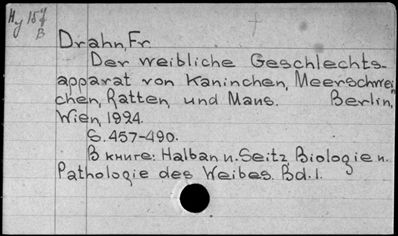 Hy 157
B
Drahn, Fr.
Der weibliche Geschlechts-
apparat von Kaninchen, Meerschwei
chen, Ratten und Maus. Berlin,
Wien, 1924.
S. 457-490.
В книге: Halban u. Seitz, Biologie u.
Pathologie des Weibes. Bd. I.